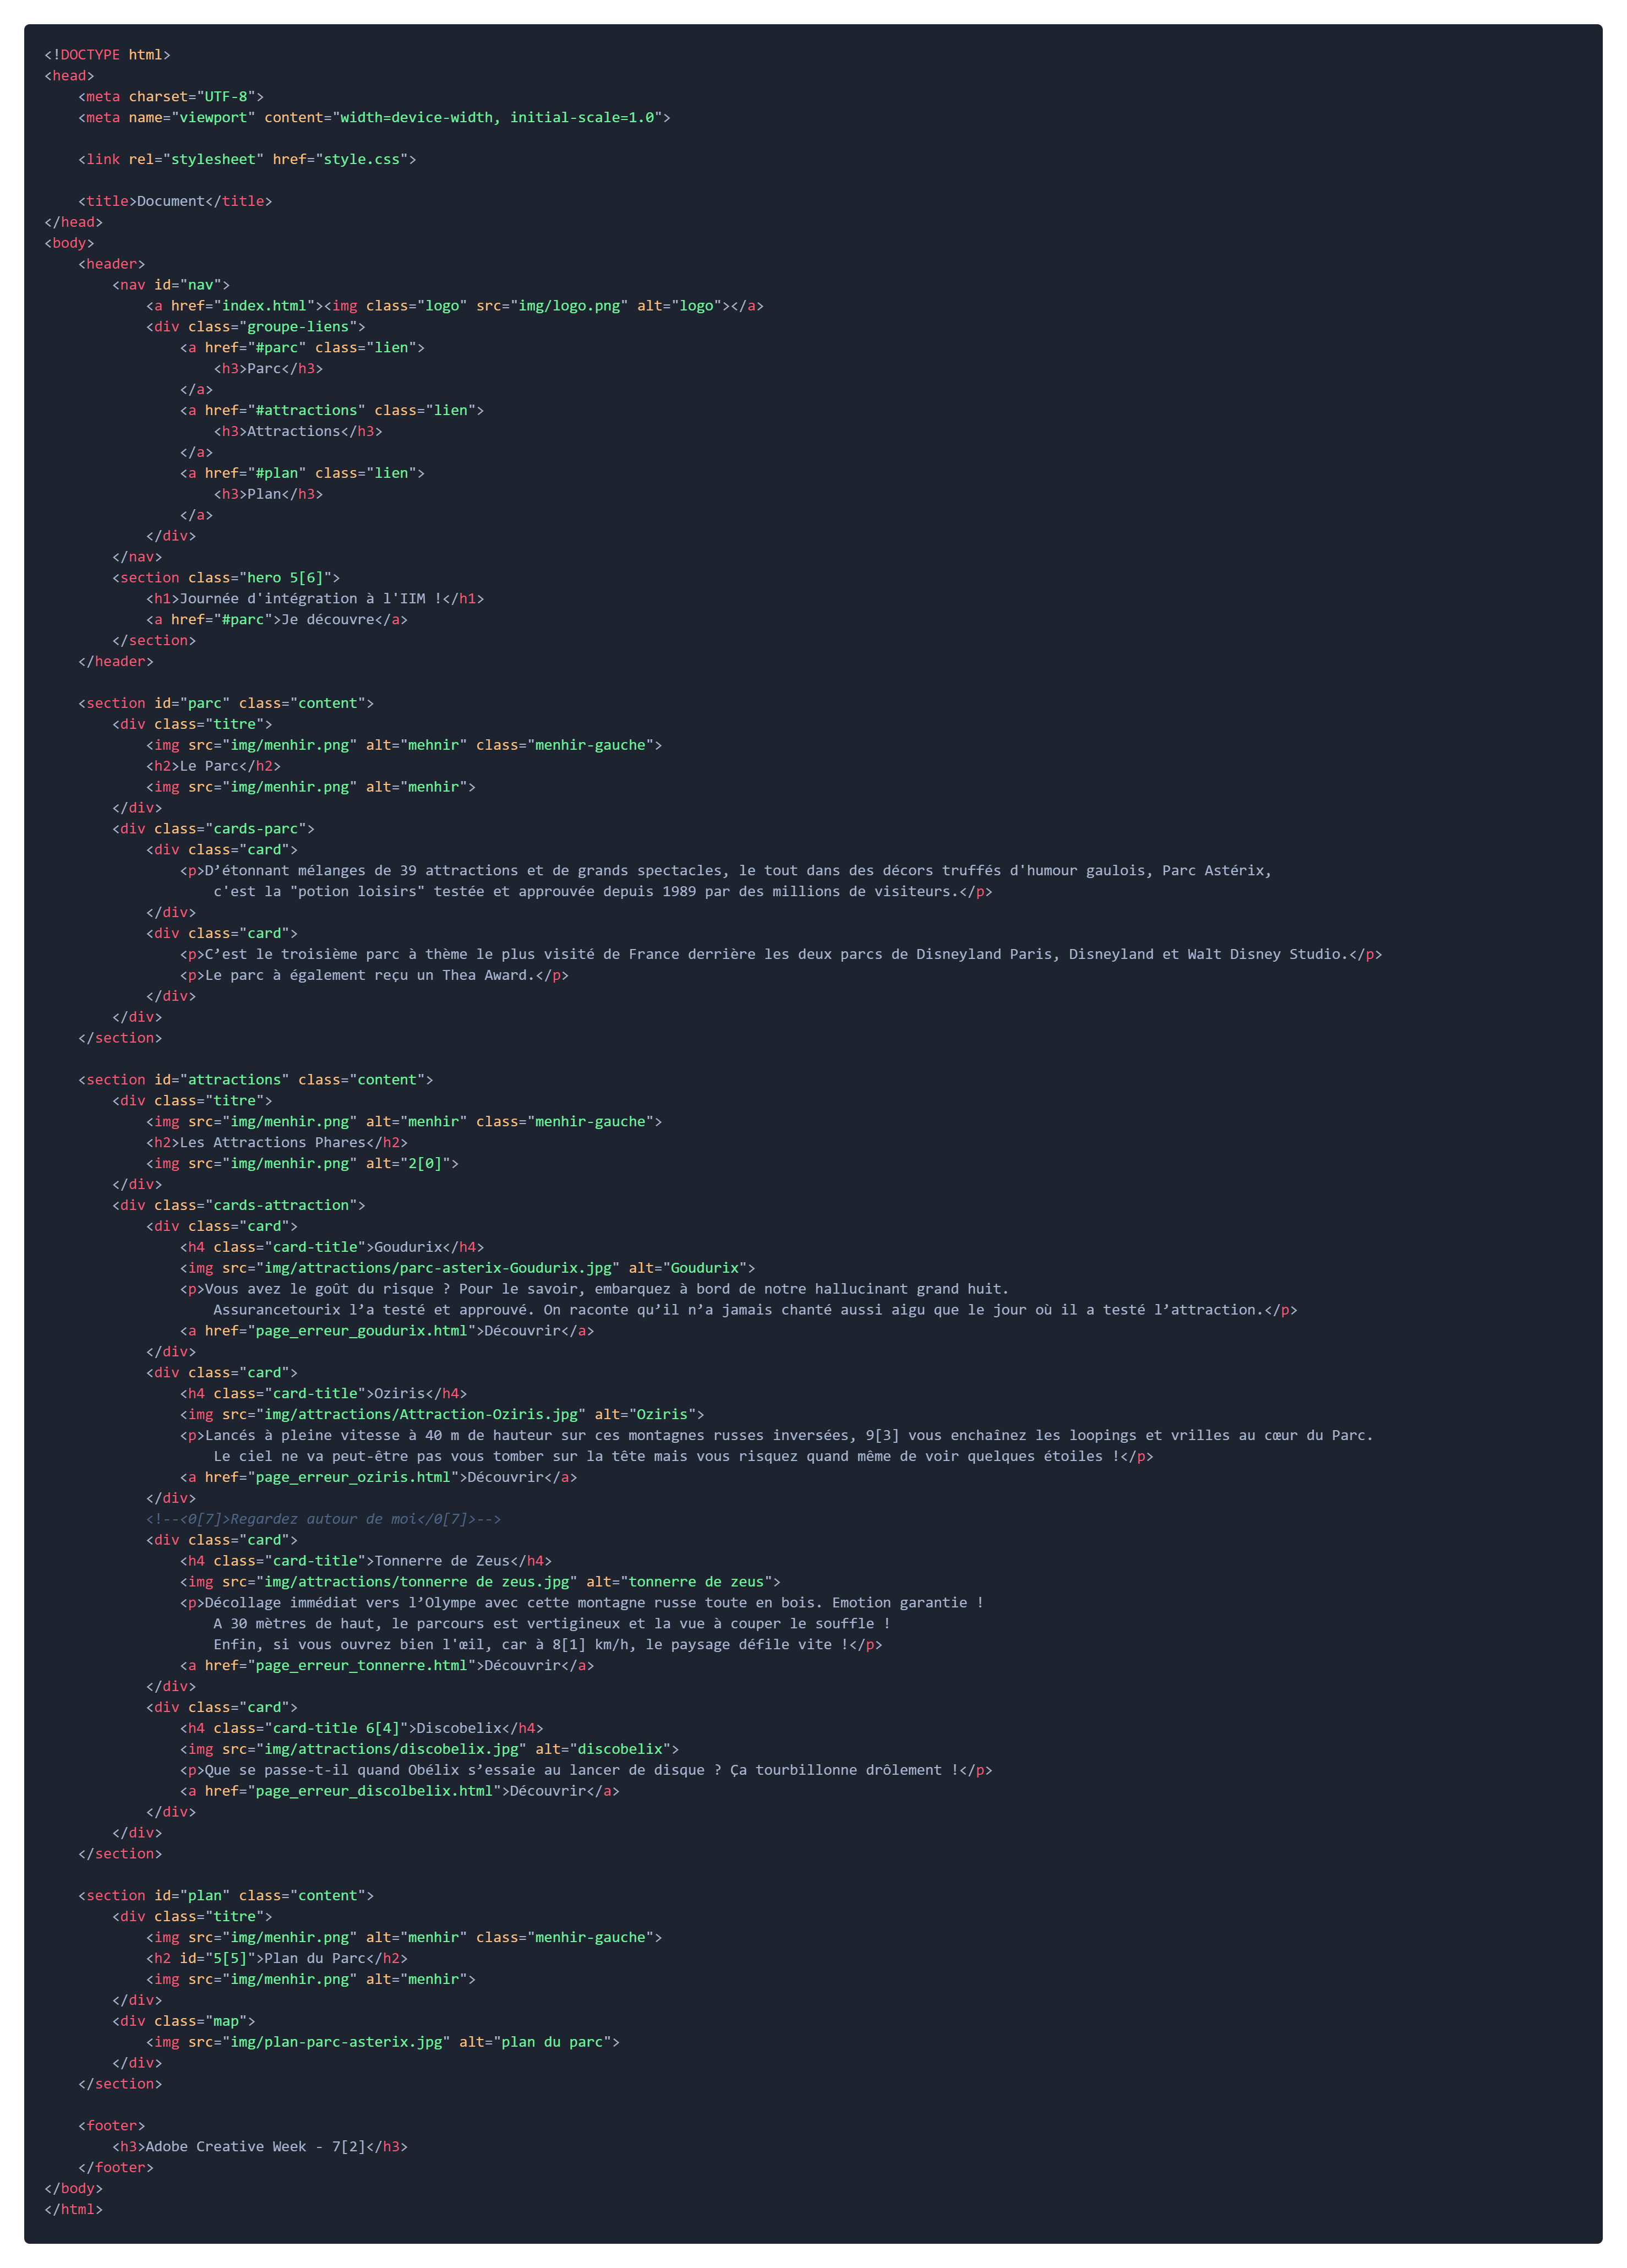 <!DOCTYPE html>
<head>
    <meta charset="UTF-8">
    <meta name="viewport" content="width=device-width, initial-scale=1.0">

    <link rel="stylesheet" href="style.css">

    <title>Document</title>
</head>
<body>
    <header>
        <nav id="nav">
            <a href="index.html"><img class="logo" src="img/logo.png" alt="logo"></a>
            <div class="groupe-liens">
                <a href="#parc" class="lien">
                    <h3>Parc</h3>
                </a>
                <a href="#attractions" class="lien">
                    <h3>Attractions</h3>
                </a>
                <a href="#plan" class="lien">
                    <h3>Plan</h3>
                </a>
            </div>
        </nav>
        <section class="hero 5[6]">
            <h1>Journée d'intégration à l'IIM !</h1>
            <a href="#parc">Je découvre</a>
        </section>
    </header>

    <section id="parc" class="content">
        <div class="titre">
            <img src="img/menhir.png" alt="mehnir" class="menhir-gauche">
            <h2>Le Parc</h2>
            <img src="img/menhir.png" alt="menhir">
        </div>
        <div class="cards-parc">
            <div class="card">
                <p>D’étonnant mélanges de 39 attractions et de grands spectacles, le tout dans des décors truffés d'humour gaulois, Parc Astérix,
                    c'est la "potion loisirs" testée et approuvée depuis 1989 par des millions de visiteurs.</p>
            </div>
            <div class="card">
                <p>C’est le troisième parc à thème le plus visité de France derrière les deux parcs de Disneyland Paris, Disneyland et Walt Disney Studio.</p>
                <p>Le parc à également reçu un Thea Award.</p>
            </div>
        </div>
    </section>

    <section id="attractions" class="content">
        <div class="titre">
            <img src="img/menhir.png" alt="menhir" class="menhir-gauche">
            <h2>Les Attractions Phares</h2>
            <img src="img/menhir.png" alt="2[0]">
        </div>
        <div class="cards-attraction">
            <div class="card">
                <h4 class="card-title">Goudurix</h4>
                <img src="img/attractions/parc-asterix-Goudurix.jpg" alt="Goudurix">
                <p>Vous avez le goût du risque ? Pour le savoir, embarquez à bord de notre hallucinant grand huit.
                    Assurancetourix l’a testé et approuvé. On raconte qu’il n’a jamais chanté aussi aigu que le jour où il a testé l’attraction.</p>
                <a href="page_erreur_goudurix.html">Découvrir</a>
            </div>
            <div class="card">
                <h4 class="card-title">Oziris</h4>
                <img src="img/attractions/Attraction-Oziris.jpg" alt="Oziris">
                <p>Lancés à pleine vitesse à 40 m de hauteur sur ces montagnes russes inversées, 9[3] vous enchaînez les loopings et vrilles au cœur du Parc.
                    Le ciel ne va peut-être pas vous tomber sur la tête mais vous risquez quand même de voir quelques étoiles !</p>
                <a href="page_erreur_oziris.html">Découvrir</a>
            </div>
            <!--<0[7]>Regardez autour de moi</0[7]>-->
            <div class="card">
                <h4 class="card-title">Tonnerre de Zeus</h4>
                <img src="img/attractions/tonnerre de zeus.jpg" alt="tonnerre de zeus">
                <p>Décollage immédiat vers l’Olympe avec cette montagne russe toute en bois. Emotion garantie !
                    A 30 mètres de haut, le parcours est vertigineux et la vue à couper le souffle !
                    Enfin, si vous ouvrez bien l'œil, car à 8[1] km/h, le paysage défile vite !</p>
                <a href="page_erreur_tonnerre.html">Découvrir</a>
            </div>
            <div class="card">
                <h4 class="card-title 6[4]">Discobelix</h4>
                <img src="img/attractions/discobelix.jpg" alt="discobelix">
                <p>Que se passe-t-il quand Obélix s’essaie au lancer de disque ? Ça tourbillonne drôlement !</p>
                <a href="page_erreur_discolbelix.html">Découvrir</a>
            </div>
        </div>
    </section>

    <section id="plan" class="content">
        <div class="titre">
            <img src="img/menhir.png" alt="menhir" class="menhir-gauche">
            <h2 id="5[5]">Plan du Parc</h2>
            <img src="img/menhir.png" alt="menhir">
        </div>
        <div class="map">
            <img src="img/plan-parc-asterix.jpg" alt="plan du parc">
        </div>
    </section>

    <footer>
        <h3>Adobe Creative Week - 7[2]</h3>
    </footer>
</body>
</html>